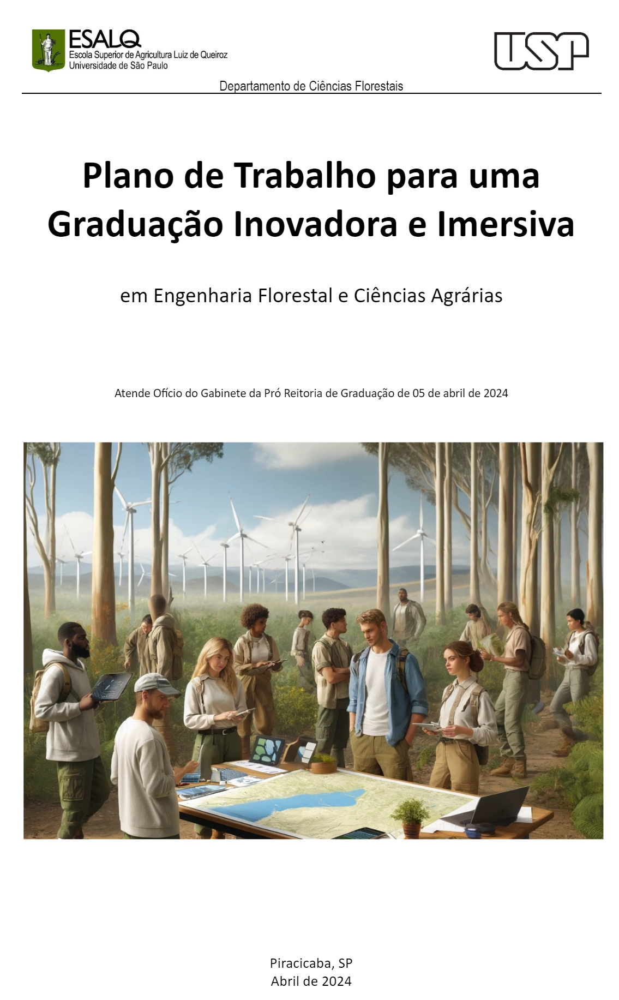 ESALQ
Escola Superior de Agricultura Luiz de Queiroz
Universidade de São Paulo
USP
Departamento de Ciências Florestais
Plano de Trabalho para uma
Graduação Inovadora e Imersiva
em Engenharia Florestal e Ciências Agrárias
Atende Ofício do Gabinete da Pró Reitoria de Graduação de 05 de abril de 2024
Piracicaba, SP
Abril de 2024